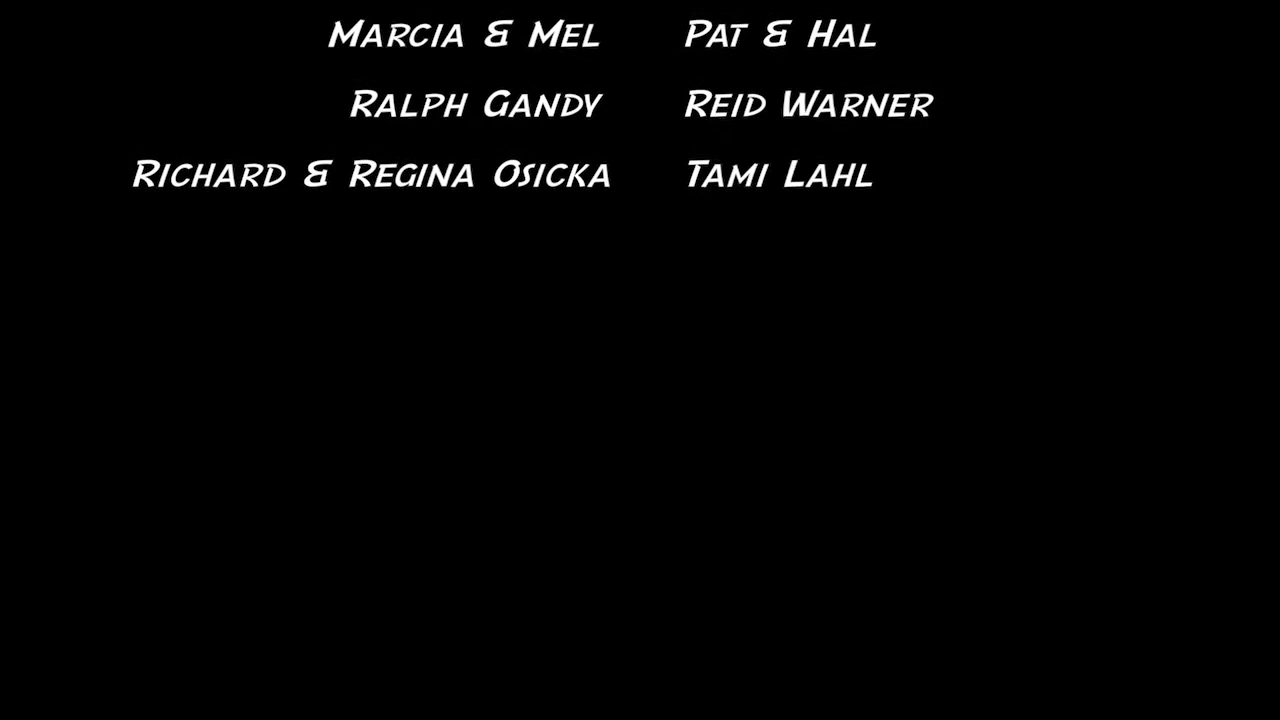 Marcia & Mel Pat & Hal
Ralph Gandy Reid Warner
Richard & Regina Osicka Tami Lahl